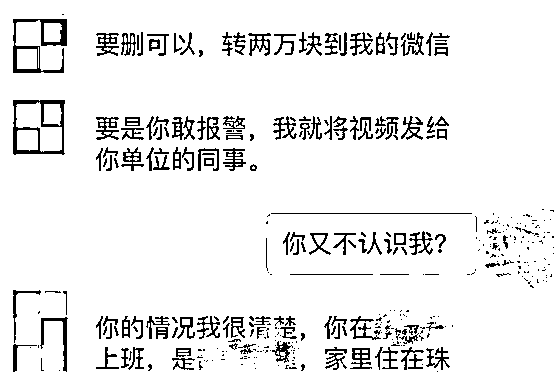 要删可以，转两万块到我的微信
要是你敢报警，我就将视频发给
你单位的同事。
你又不认识我？
你的情况我很清楚，你在
上班，是，家里住在珠